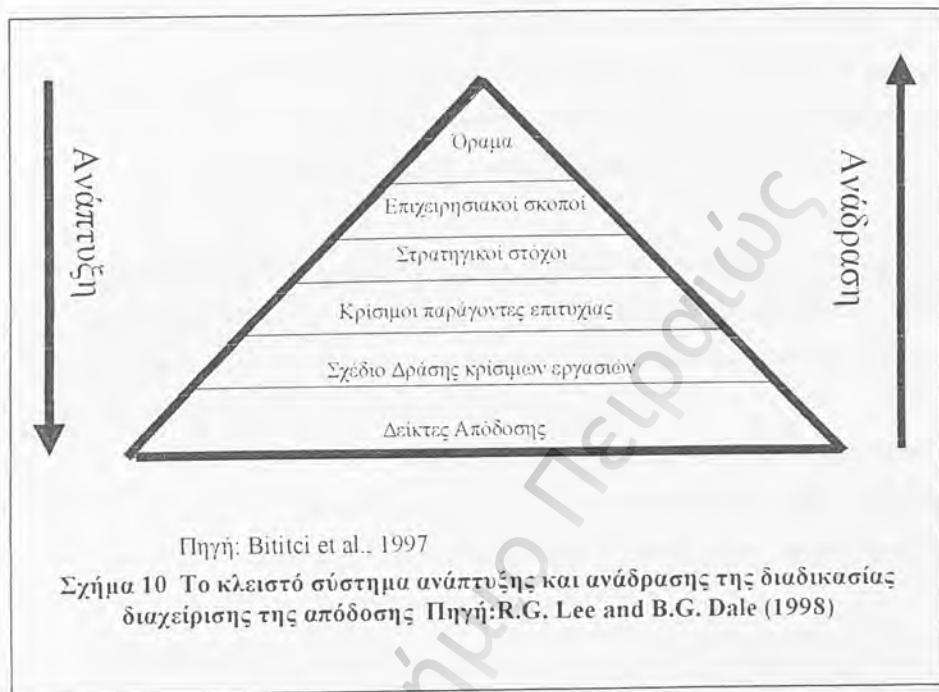 Ανάπτυξη
Ανάδραση
Όραμα
Επιχειρησιακοί σκοποί
Στρατηγικοί στόχοι
Κρίσιμοι παράγοντες επιτυχίας
Σχέδιο Δράσης κρίσιμων εργασιών
Δείκτες Απόδοσης
Πηγή: Bititci et al., 1997
Σχήμα 10 Το κλειστό σύστημα ανάπτυξης και ανάδρασης της διαδικασίας
διαχείρισης της απόδοσης Πηγή:R.G. Lee and B.G. Dale (1998)
Πειραιώς